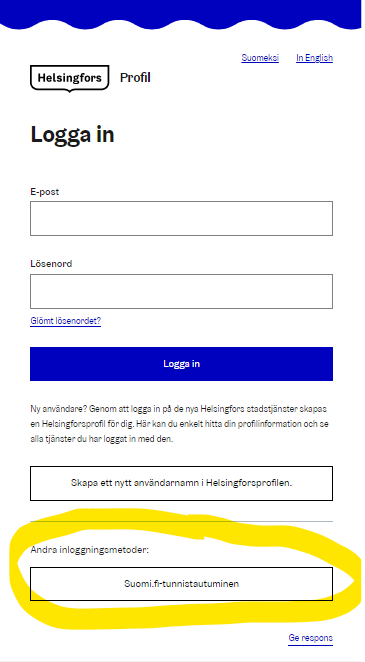 Suomeksi In English
Helsingfors Profil
Logga in
E-post
Lösenord
Glömt lösenordet?
Logga in
Ny användare? Genom att logga in på de nya Helsingfors stadstjänster skapas
en Helsingforsprofil för dig. Här kan du enkelt hitta din profilinformation och se
alla tjänster du har loggat in med den.
Skapa ett nytt användarnamn i Helsingforsprofilen.
Andra inloggningsmetoder:
Suomi.fi-tunnistautuminen
Ge respons